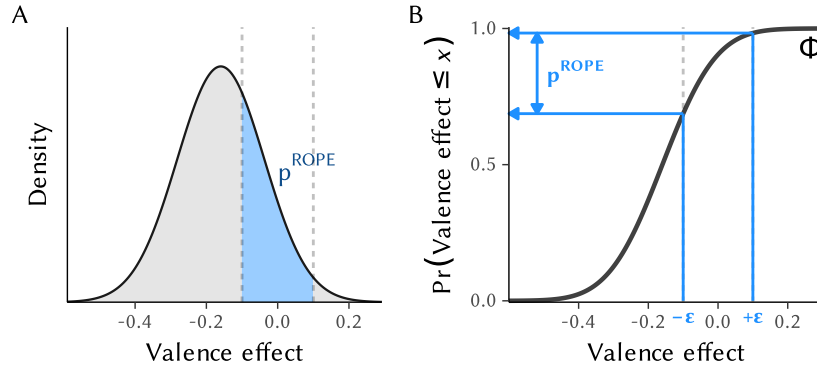 A
Density
p^ROPE
-0.4 -0.2 0.0 0.2
Valence effect
B
Pr(Valence effect ≤ x)
1.0
0.5
0.0
p^ROPE
Φ
-0.4 -0.2 −ε 0.0 +ε 0.2
Valence effect